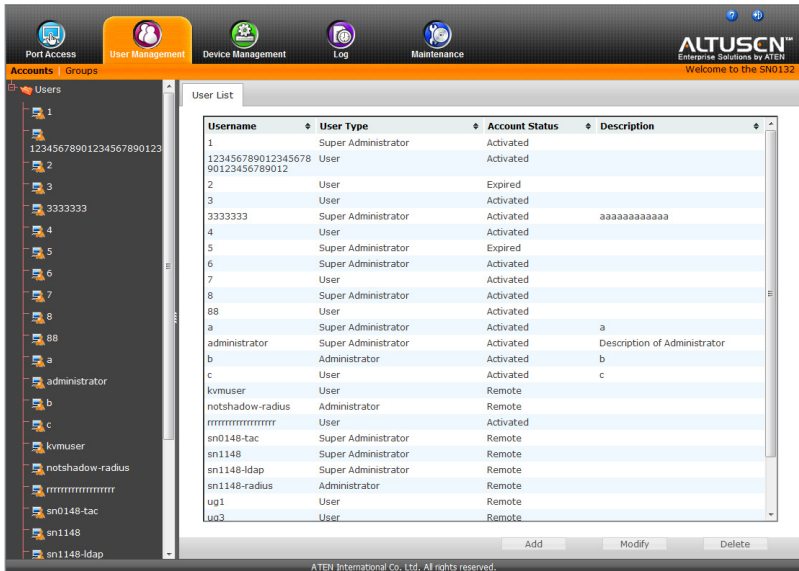 Port Access
User Management
Device Management
Log
Maintenance
ALTUSEN™
Enterprise Solutions by ATEN
Accounts | Groups
Welcome to the SN0132
Users
1
12345678901234567890123
2
3
3333333
4
5
6
7
8
88
a
administrator
b
c
kvmuser
notshadow-radius
sn0148-tac
sn1148
sn1148-ldap
User List
Username User Type Account Status Description
1 Super Administrator Activated
123456789012345678 User Activated
90123456789012
2 User Expired
3 User Activated
3333333 Super Administrator Activated aaaaaaaaaaaa
4 User Activated
5 Super Administrator Expired
6 Super Administrator Activated
7 User Activated
8 Super Administrator Activated
88 User Activated
a Super Administrator Activated a
administrator Super Administrator Activated Description of Administrator
b Administrator Activated b
c User Activated c
kvmuser User Remote
notshadow-radius Administrator Remote
User Activated
sn0148-tac Super Administrator Remote
sn1148 Super Administrator Remote
sn1148-ldap Super Administrator Remote
sn1148-radius Administrator Remote
ug1 User Remote
ug3 User Remote
Add Modify Delete
ATEN International Co. Ltd. All rights reserved.